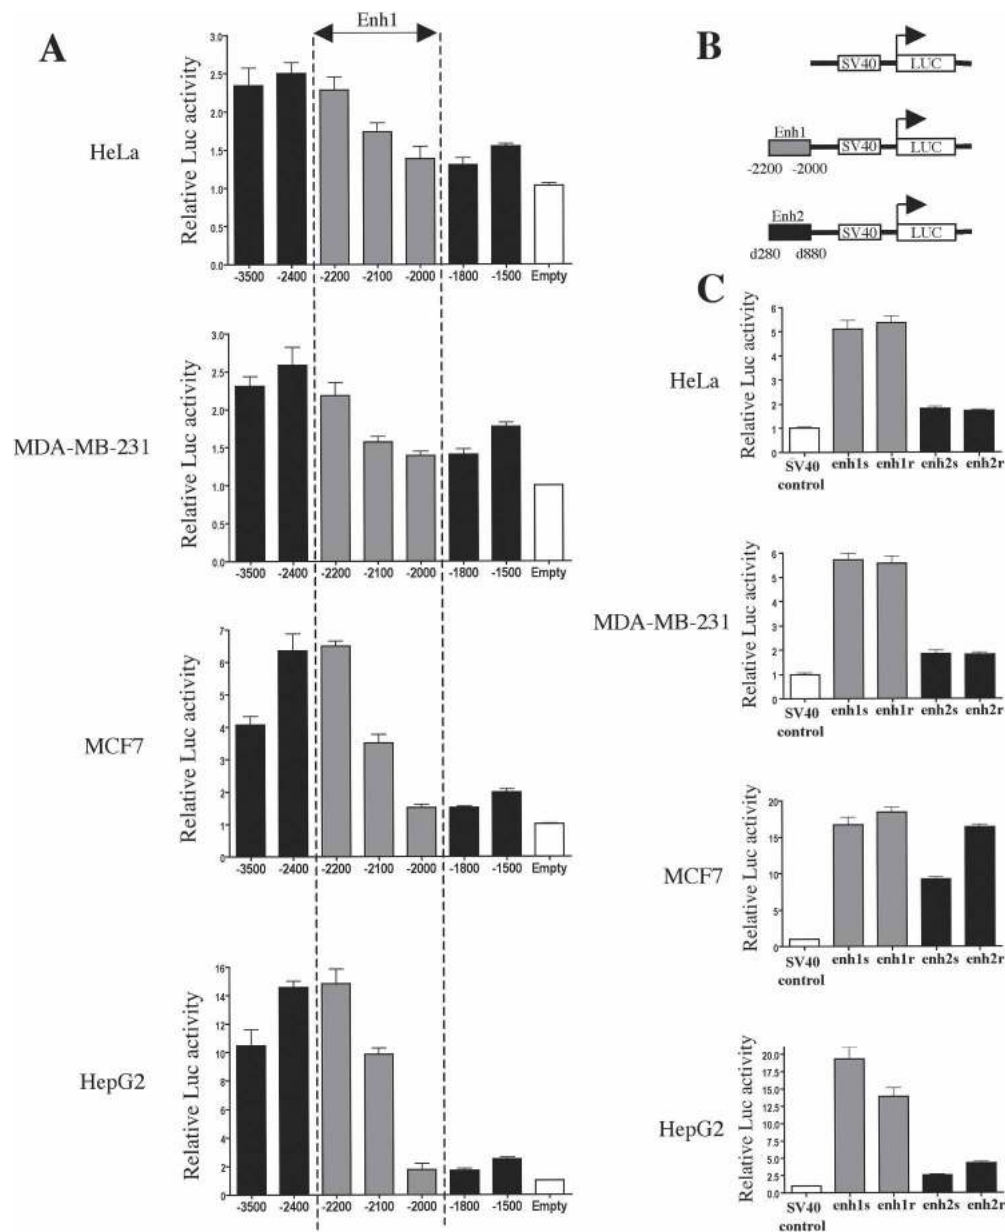 A
Enh1
HeLa
Relative Luc activity
3.0
2.5
2.0
1.5
1.0
0.5
0.0
-3500 -2400 -2200 -2100 -2000 -1800 -1500 Empty
MDA-MB-231
Relative Luc activity
3.0
2.5
2.0
1.5
1.0
0.5
0.0
-3500 -2400 -2200 -2100 -2000 -1800 -1500 Empty
MCF7
Relative Luc activity
7
6
5
4
3
2
1
0
-3500 -2400 -2200 -2100 -2000 -1800 -1500 Empty
HepG2
Relative Luc activity
16
14
12
10
8
6
4
2
0
-3500 -2400 -2200 -2100 -2000 -1800 -1500 Empty
B
SV40 LUC
Enh1
SV40 LUC
-2200 -2000
Enh2
SV40 LUC
d280 d880
C
HeLa
Relative Luc activity
6
5
4
3
2
1
0
SV40 enh1s enh1r enh2s enh2r
control
MDA-MB-231
Relative Luc activity
6
5
4
3
2
1
0
SV40 enh1s enh1r enh2s enh2r
control
MCF7
Relative Luc activity
20
15
10
5
0
SV40 enh1s enh1r enh2s enh2r
control
HepG2
Relative Luc activity
20.0
17.5
15.0
12.5
10.0
7.5
5.0
2.5
0.0
SV40 enh1s enh1r enh2s enh2r
control